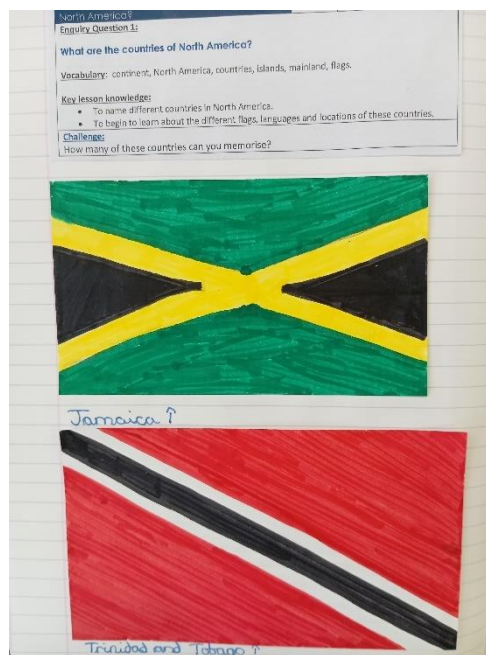 North America?
Enquiry Question 1:
What are the countries of North America?
Vocabulary: continent, North America, countries, islands, mainland, flags.
Key lesson knowledge:
• To name different countries in North America.
• To begin to learn about the different flags, languages and locations of these countries.
Challenge:
How many of these countries can you memorise?
Jamaica ↑
Trinidad and Tobago ↑